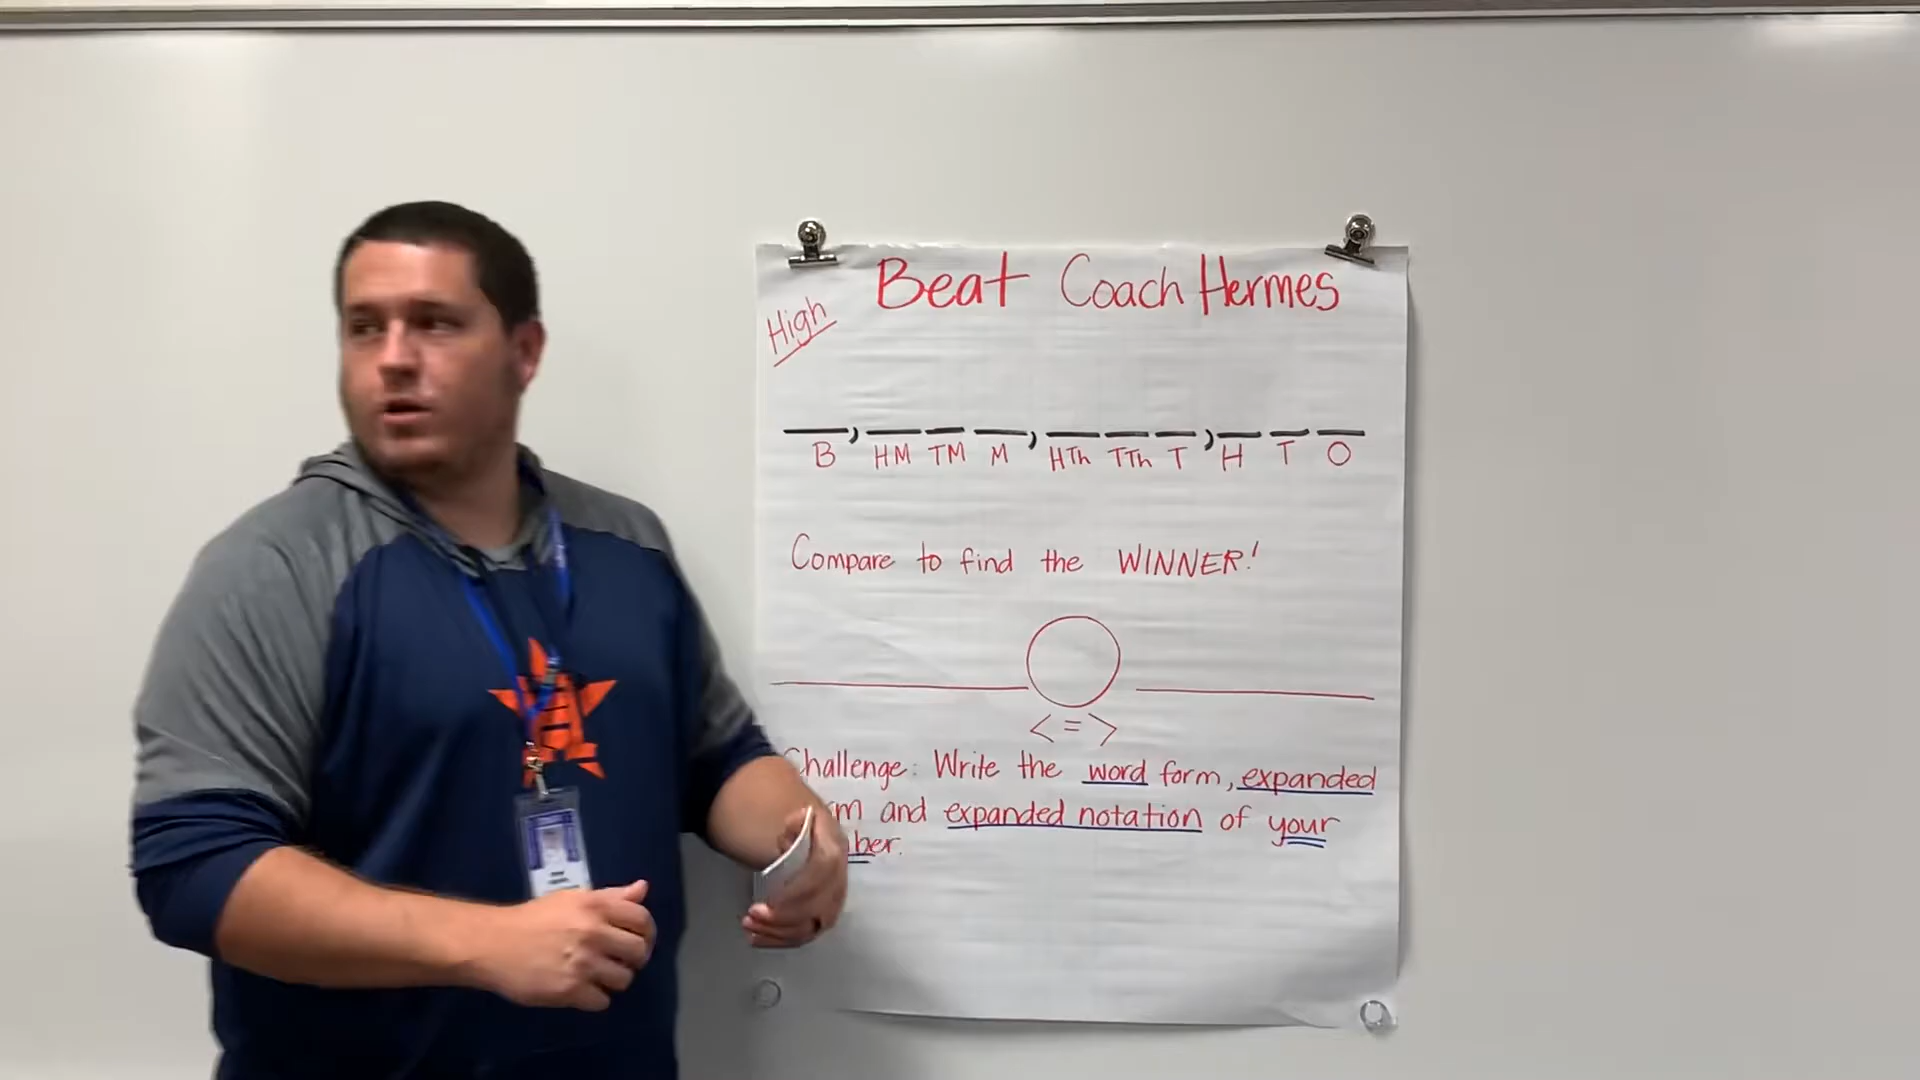 Beat Coach Hermes
High
B , HM TM M , HTh TTh T , H T O
Compare to find the WINNER!
< = >
Challenge: Write the word form, expanded
and expanded notation of your